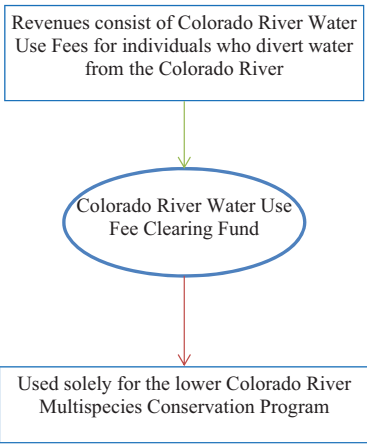 Revenues consist of Colorado River Water
Use Fees for individuals who divert water
from the Colorado River
Colorado River Water Use
Fee Clearing Fund
Used solely for the lower Colorado River
Multispecies Conservation Program